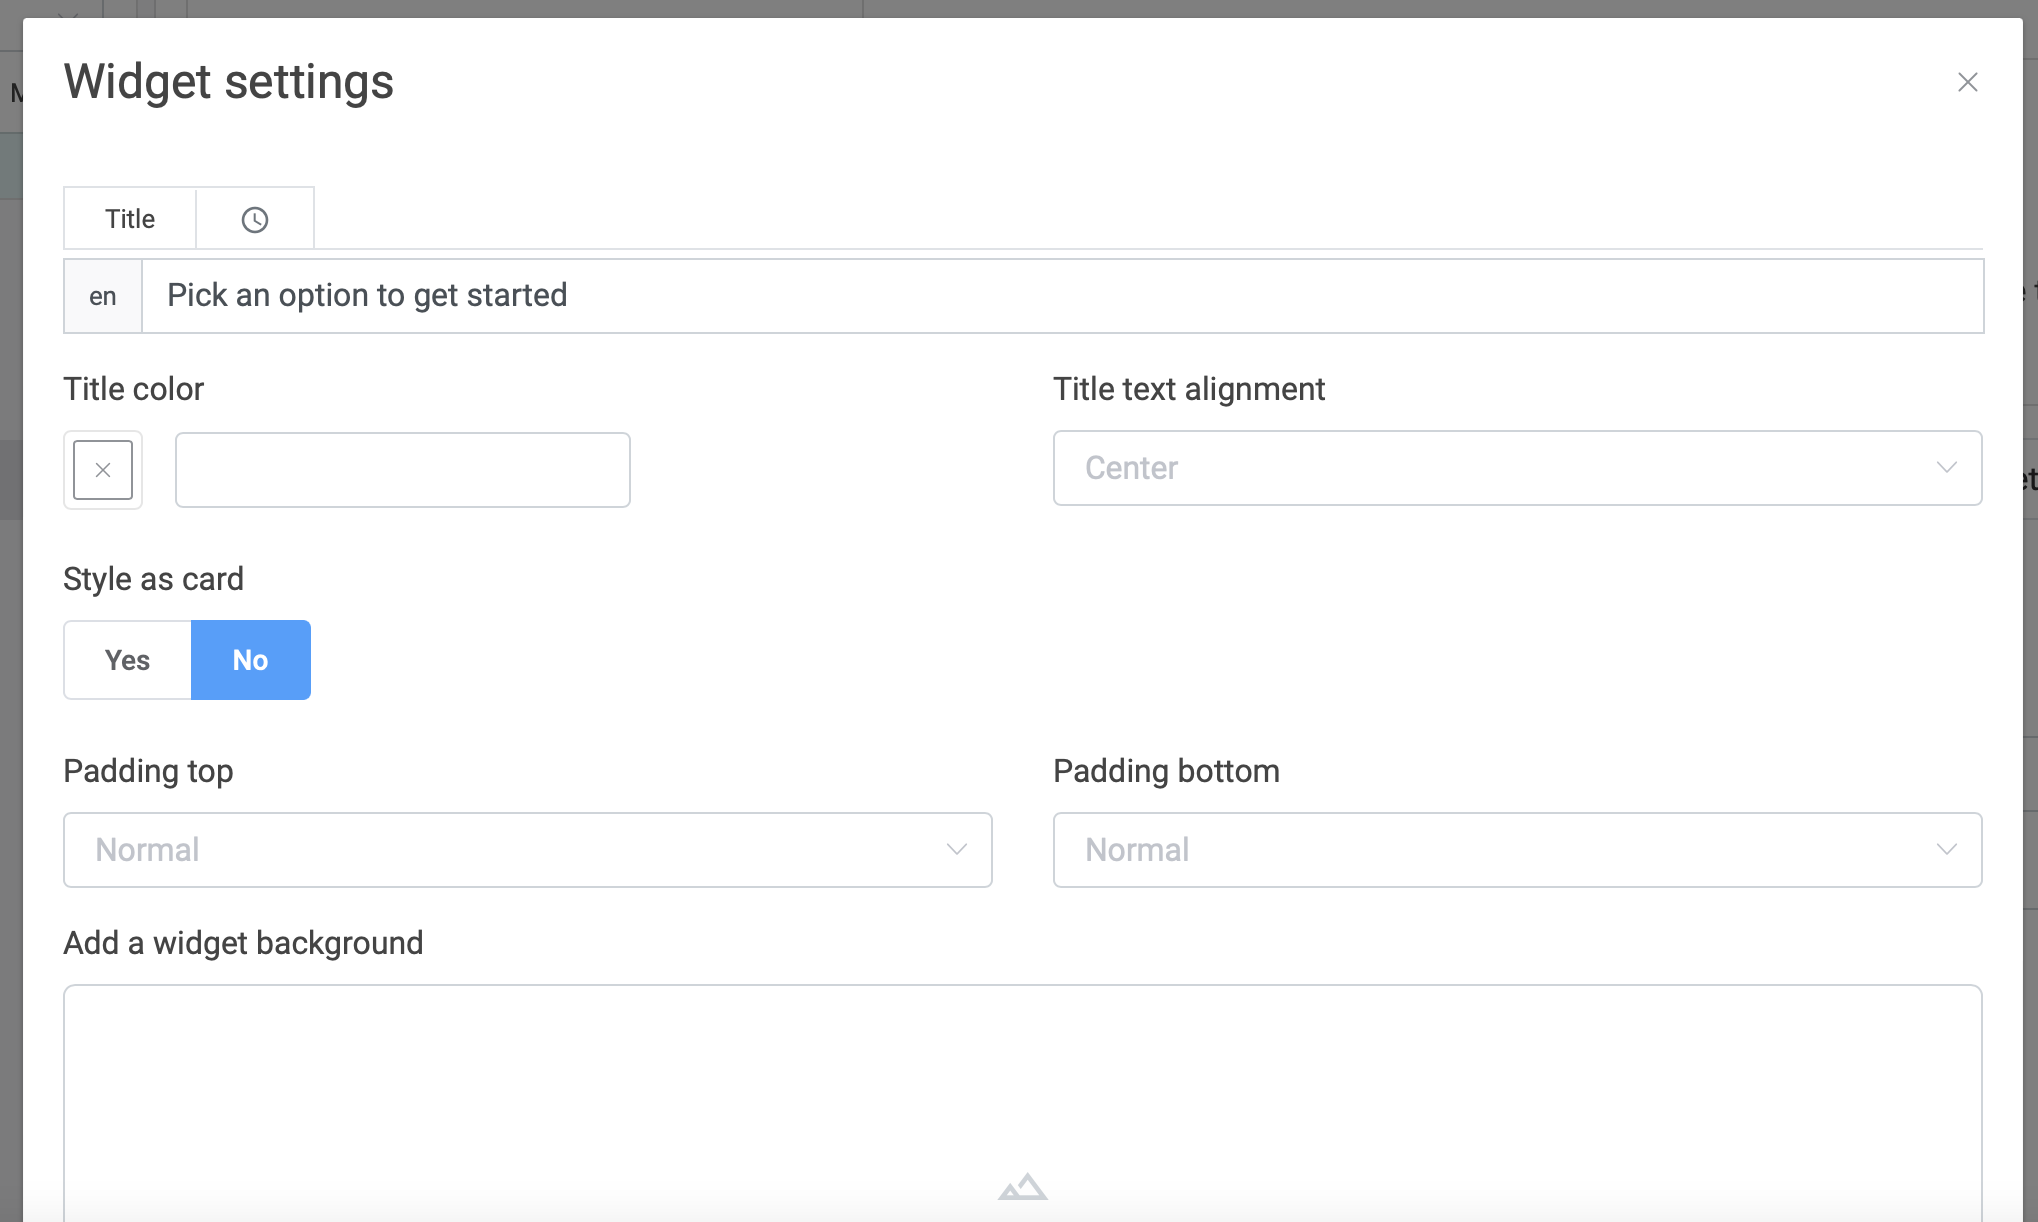 Widget settings
Title
en
Pick an option to get started
Title color
Title text alignment
Center
Style as card
Yes
No
Padding top
Padding bottom
Normal
Normal
Add a widget background